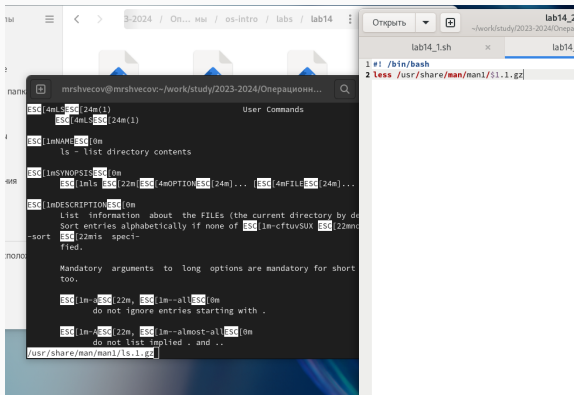 3-2024 / Оп... мы / os-intro / labs / lab14
Открыть
lab14_2
~/work/study/2023-2024/Опера
lab14_1.sh
lab14_
1 #! /bin/bash
2 less /usr/share/man/man1/$1.1.gz
mrshvecov@mrshvecov:~/work/study/2023-2024/Операционн...
ESC[4mLSESC[24m(1) User Commands
ESC[4mLSESC[24m(1)
ESC[1mNAMEESC[0m
ls - list directory contents
ESC[1mSYNOPSISESC[0m
ESC[1mls ESC[22m[ESC[4mOPTIONESC[24m]... [ESC[4mFILEESC[24m]...
ESC[1mDESCRIPTIONESC[0m
List information about the FILEs (the current directory by de
Sort entries alphabetically if none of ESC[1m-cftuvSUX ESC[22mno
-sort ESC[22mis speci-
fied.
Mandatory arguments to long options are mandatory for short
too.
ESC[1m-aESC[22m, ESC[1m--allESC[0m
do not ignore entries starting with .
ESC[1m-AESC[22m, ESC[1m--almost-allESC[0m
do not list implied . and ..
/usr/share/man/man1/ls.1.gz